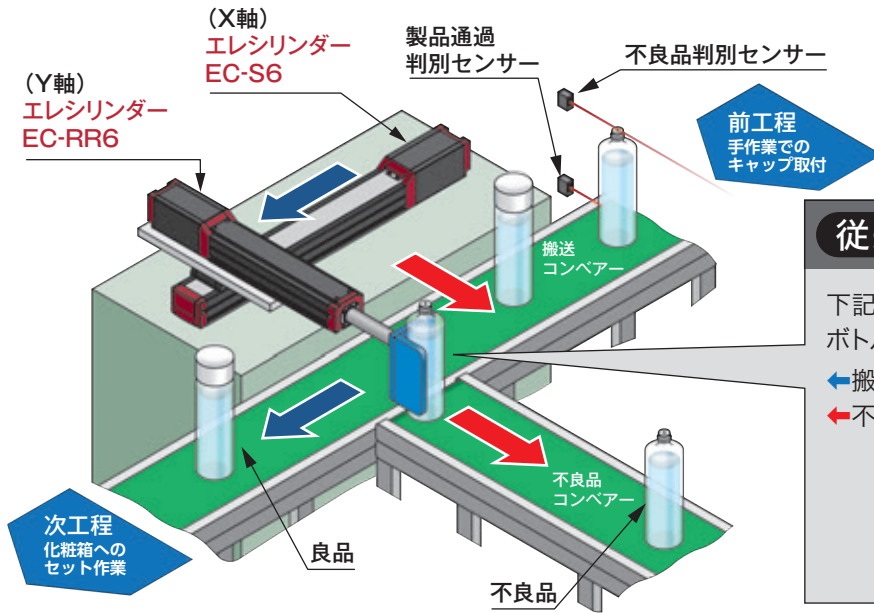 (X軸)
エレシリンダー
EC-S6
(Y軸)
エレシリンダー
EC-RR6
製品通過
判別センサー
不良品判別センサー
前工程
手作業での
キャップ取付
搬送
コンベアー
従
下記
ボトル
←搬
←不
不良品
コンベアー
次工程
化粧箱への
セット作業
良品
不良品